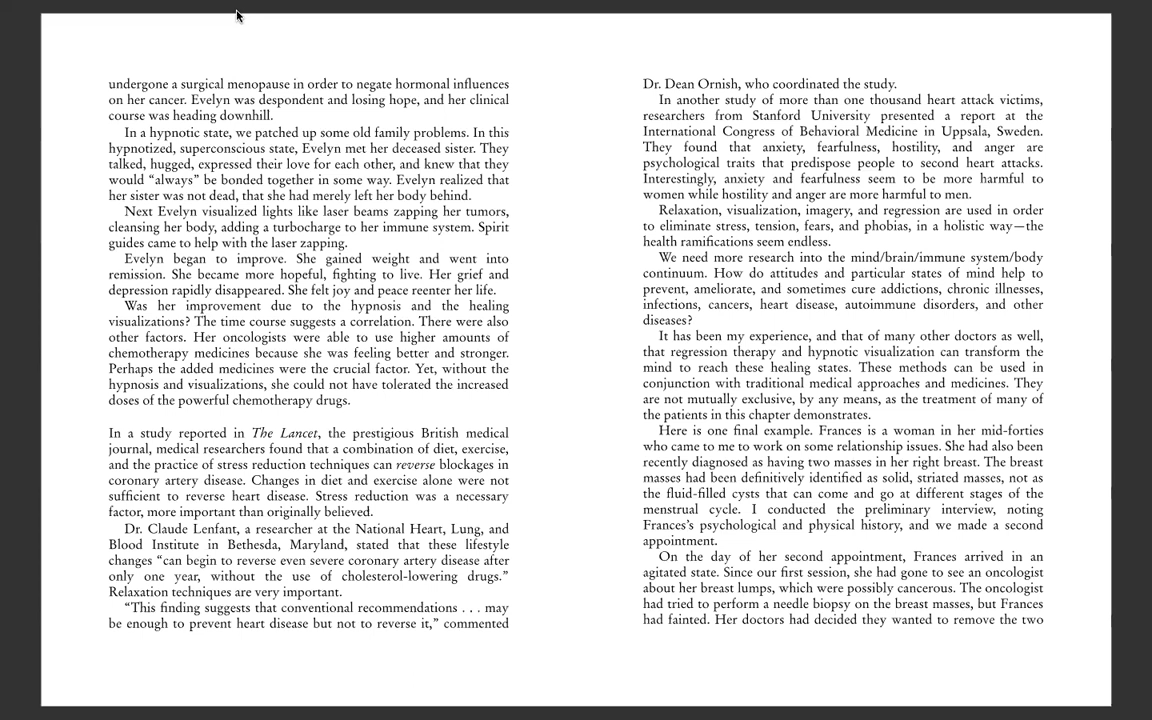 undergone a surgical menopause in order to negate hormonal influences
on her cancer. Evelyn was despondent and losing hope, and her clinical
course was heading downhill.
In a hypnotic state, we patched up some old family problems. In this
hypnotized, superconscious state, Evelyn met her deceased sister. They
talked, hugged, expressed their love for each other, and knew that they
would “always” be bonded together in some way. Evelyn realized that
her sister was not dead, that she had merely left her body behind.
Next Evelyn visualized lights like laser beams zapping her tumors,
cleansing her body, adding a turbocharge to her immune system. Spirit
guides came to help with the laser zapping.
Evelyn began to improve. She gained weight and went into
remission. She became more hopeful, fighting to live. Her grief and
depression rapidly disappeared. She felt joy and peace reenter her life.
Was her improvement due to the hypnosis and the healing
visualizations? The time course suggests a correlation. There were also
other factors. Her oncologists were able to use higher amounts of
chemotherapy medicines because she was feeling better and stronger.
Perhaps the added medicines were the crucial factor. Yet, without the
hypnosis and visualizations, she could not have tolerated the increased
doses of the powerful chemotherapy drugs.
In a study reported in The Lancet, the prestigious British medical
journal, medical researchers found that a combination of diet, exercise,
and the practice of stress reduction techniques can reverse blockages in
coronary artery disease. Changes in diet and exercise alone were not
sufficient to reverse heart disease. Stress reduction was a necessary
factor, more important than originally believed.
Dr. Claude Lenfant, a researcher at the National Heart, Lung, and
Blood Institute in Bethesda, Maryland, stated that these lifestyle
changes “can begin to reverse even severe coronary artery disease after
only one year, without the use of cholesterol-lowering drugs.”
Relaxation techniques are very important.
“This finding suggests that conventional recommendations . . . may
be enough to prevent heart disease but not to reverse it,” commented
Dr. Dean Ornish, who coordinated the study.
In another study of more than one thousand heart attack victims,
researchers from Stanford University presented a report at the
International Congress of Behavioral Medicine in Uppsala, Sweden.
They found that anxiety, fearfulness, hostility, and anger are
psychological traits that predispose people to second heart attacks.
Interestingly, anxiety and fearfulness seem to be more harmful to
women while hostility and anger are more harmful to men.
Relaxation, visualization, imagery, and regression are used in order
to eliminate stress, tension, fears, and phobias, in a holistic way—the
health ramifications seem endless.
We need more research into the mind/brain/immune system/body
continuum. How do attitudes and particular states of mind help to
prevent, ameliorate, and sometimes cure addictions, chronic illnesses,
infections, cancers, heart disease, autoimmune disorders, and other
diseases?
It has been my experience, and that of many other doctors as well,
that regression therapy and hypnotic visualization can transform the
mind to reach these healing states. These methods can be used in
conjunction with traditional medical approaches and medicines. They
are not mutually exclusive, by any means, as the treatment of many of
the patients in this chapter demonstrates.
Here is one final example. Frances is a woman in her mid-forties
who came to me to work on some relationship issues. She had also been
recently diagnosed as having two masses in her right breast. The breast
masses had been definitively identified as solid, striated masses, not as
the fluid-filled cysts that can come and go at different stages of the
menstrual cycle. I conducted the preliminary interview, noting
Frances’s psychological and physical history, and we made a second
appointment.
On the day of her second appointment, Frances arrived in an
agitated state. Since our first session, she had gone to see an oncologist
about her breast lumps, which were possibly cancerous. The oncologist
had tried to perform a needle biopsy on the breast masses, but Frances
had fainted. Her doctors had decided they wanted to remove the two